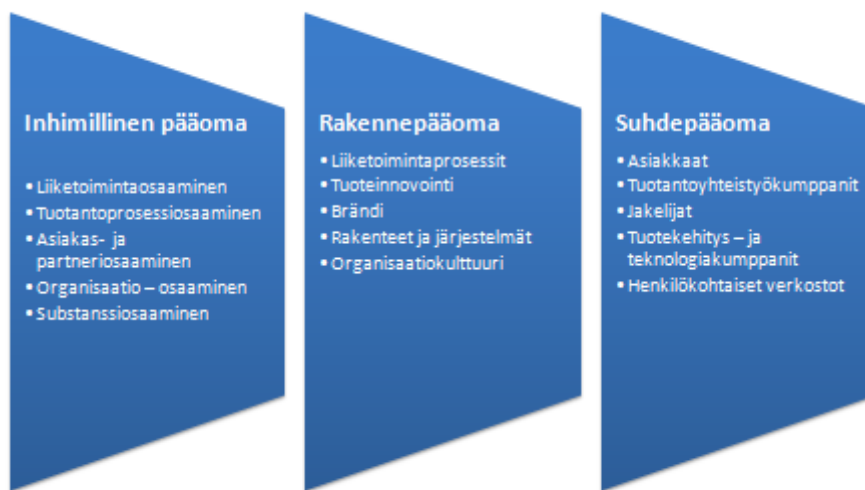 Inhimillinen pääoma
• Liiketoimintaosaaminen
• Tuotantoprosessiosaaminen
• Asiakas- ja
partneriosaaminen
• Organisaatio – osaaminen
• Substanssiosaaminen
Rakennepääoma
• Liiketoimintaprosessit
• Tuoteinnovointi
• Brändi
• Rakenteet ja järjestelmät
• Organisaatiokulttuuri
Suhdepääoma
• Asiakkaat
• Tuotantoyhteistyökumppanit
• Jakelijat
• Tuotekehitys – ja
teknologiakumppanit
• Henkilökohtaiset verkostot